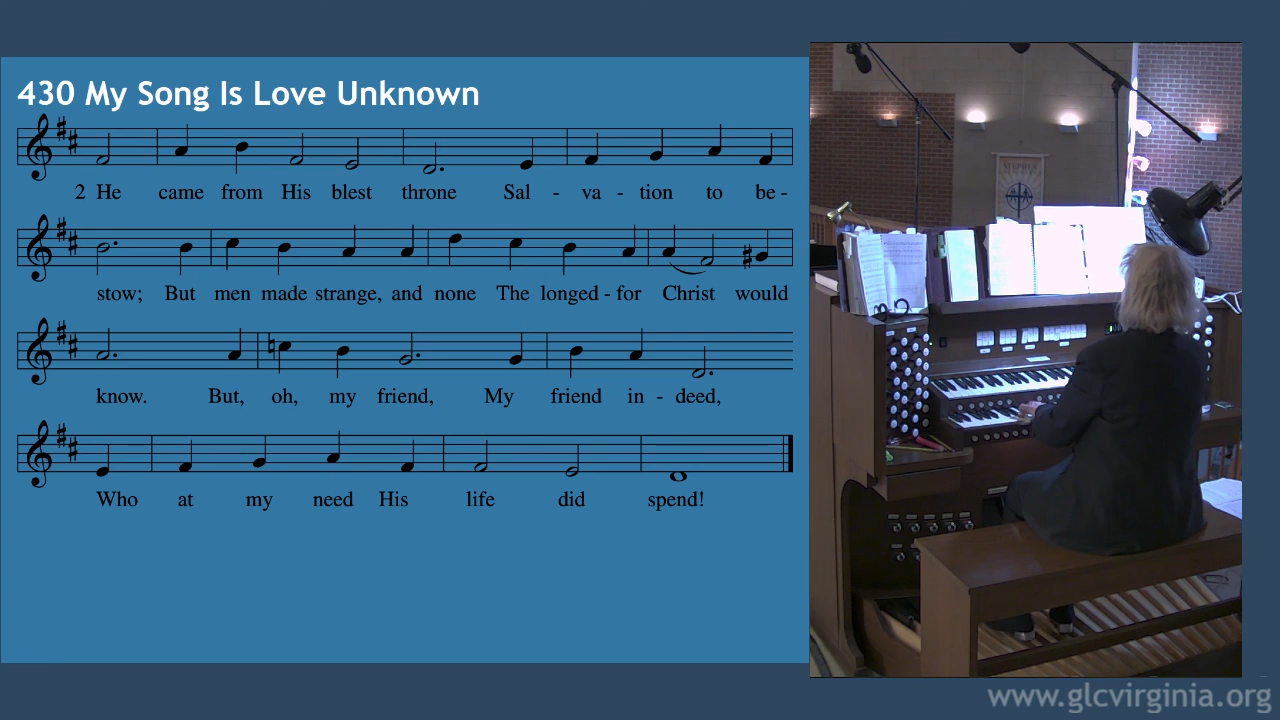 430 My Song Is Love Unknown
2 He came from His blest throne Sal - va - tion to be -
stow; But men made strange, and none The longed - for Christ would
know. But, oh, my friend, My friend in - deed,
Who at my need His life did spend!
www.glcvirginia.org